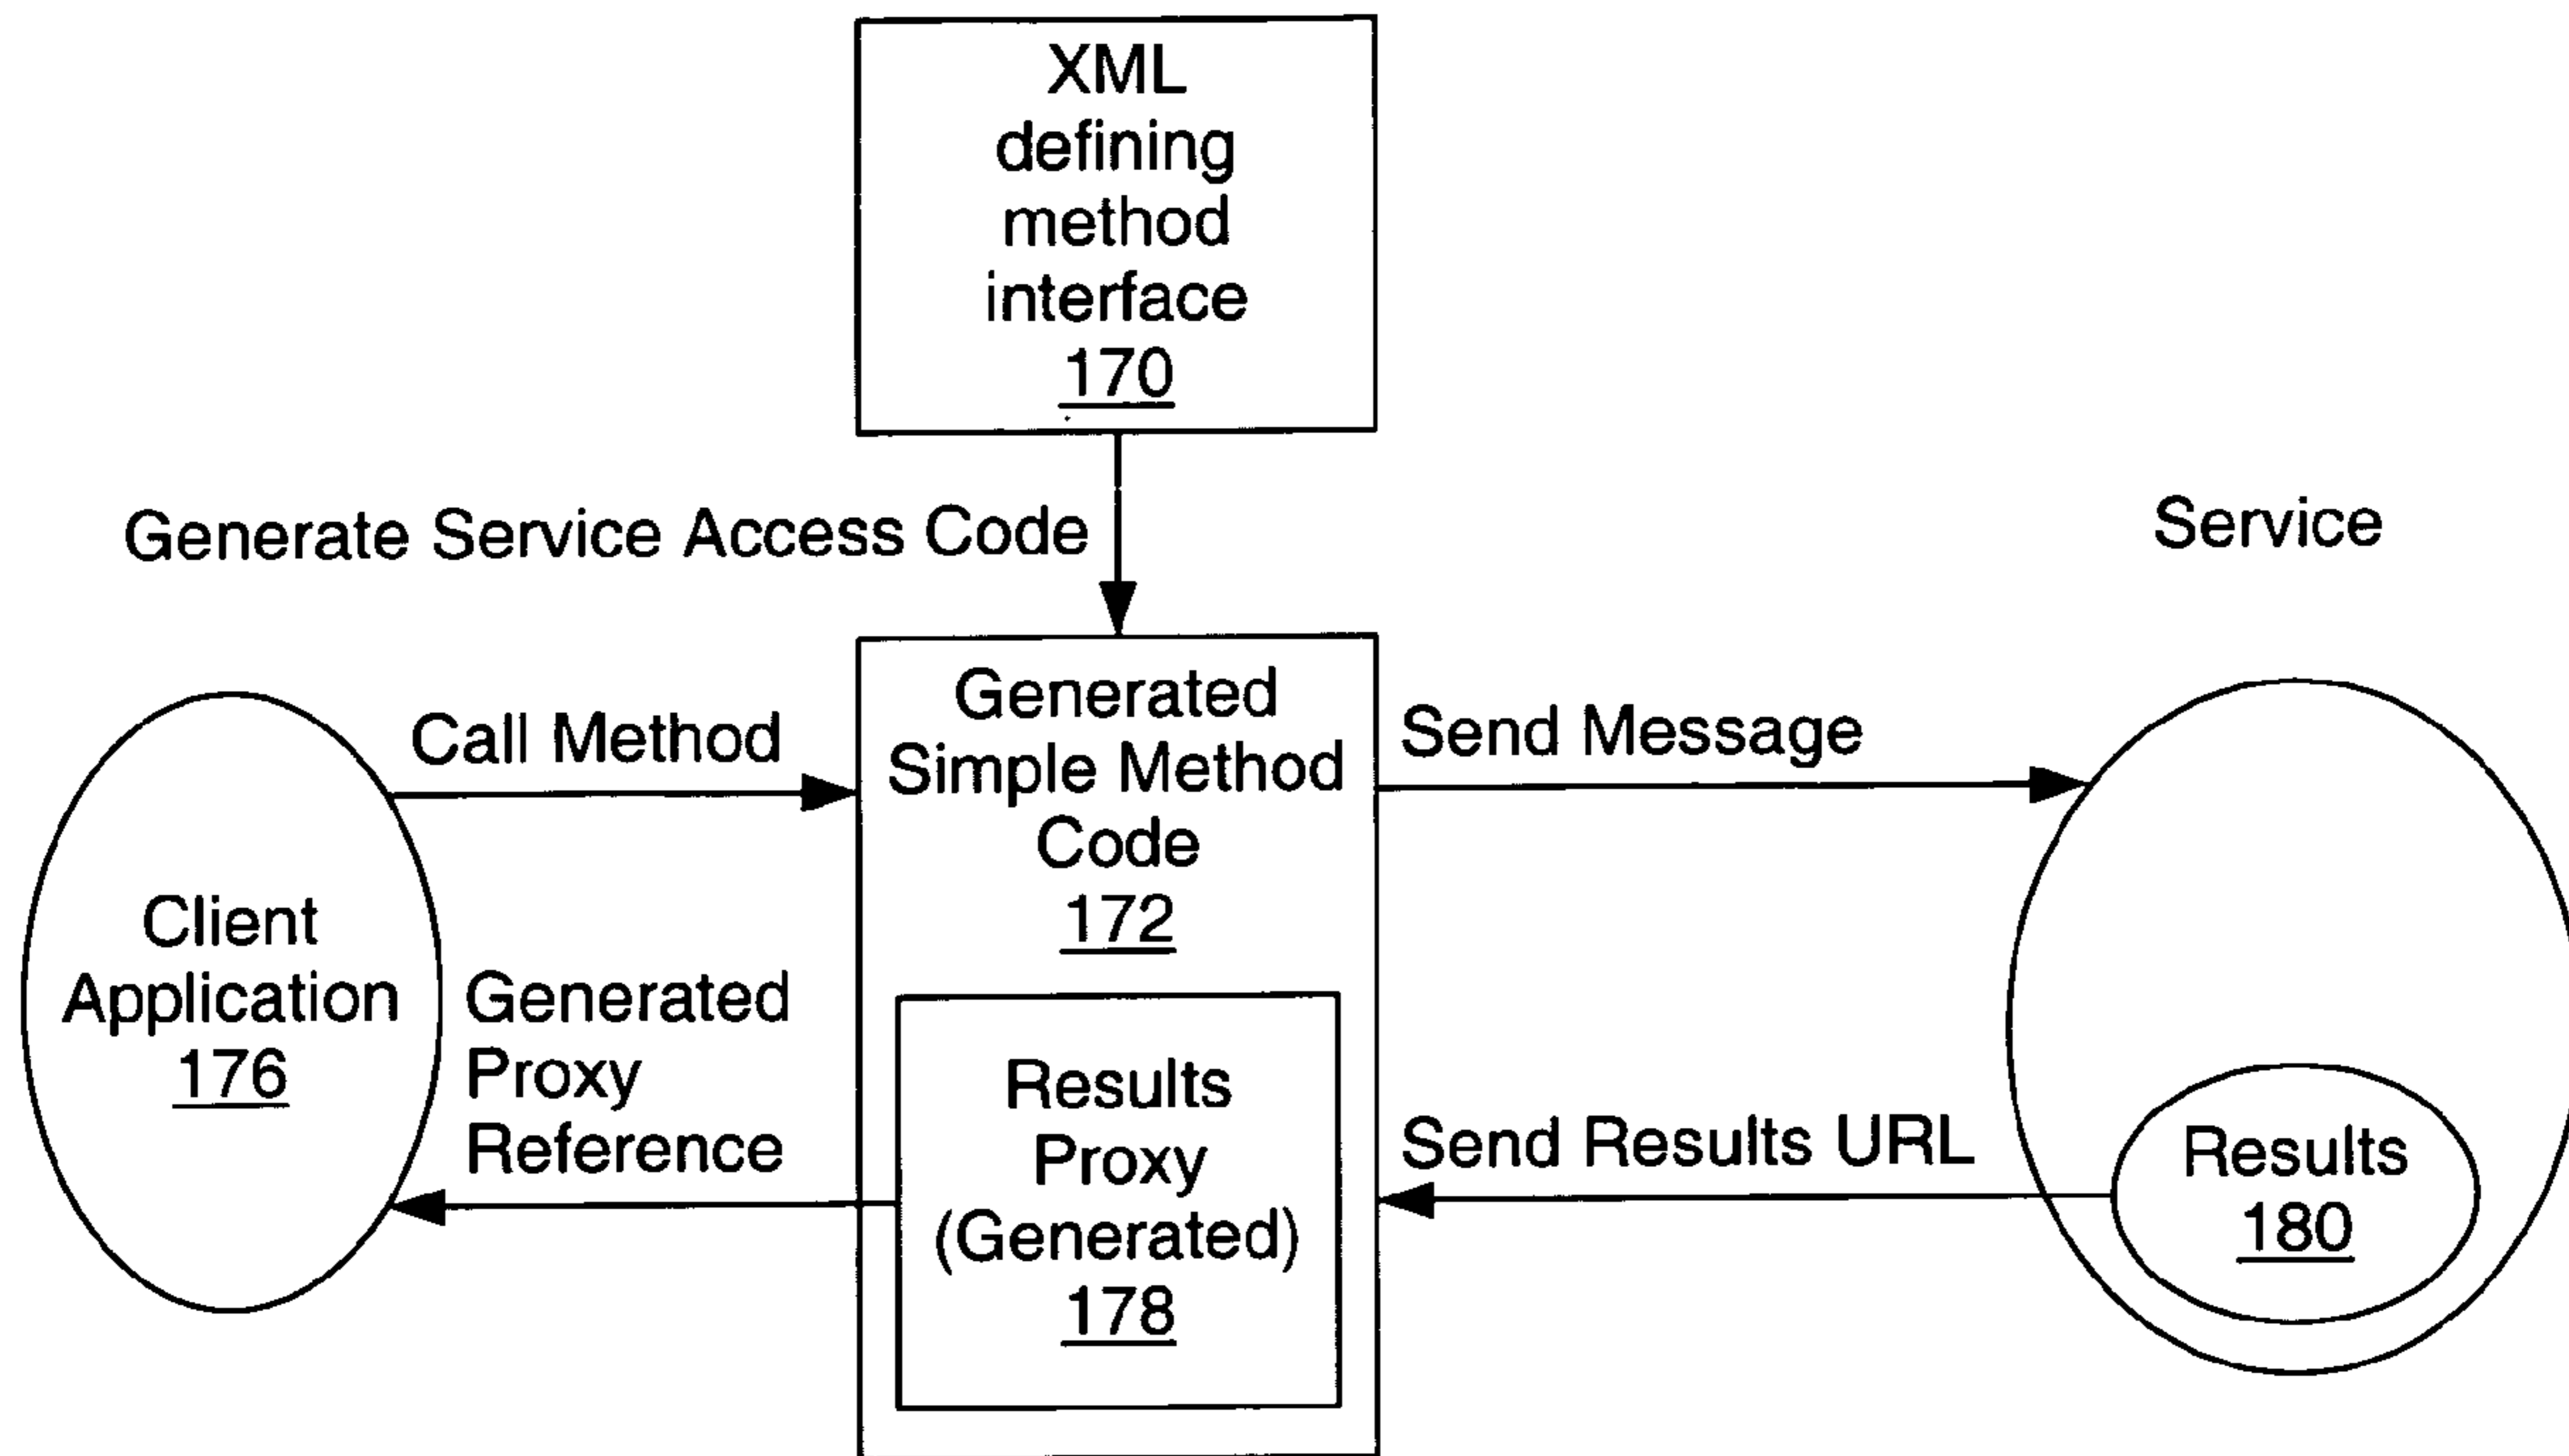 XML
defining
method
interface
170
Generate Service Access Code
Service
Call Method
Generated
Simple Method
Code
172
Send Message
Client
Application
176
Generated
Proxy
Reference
Results
Proxy
(Generated)
178
Send Results URL
Results
180